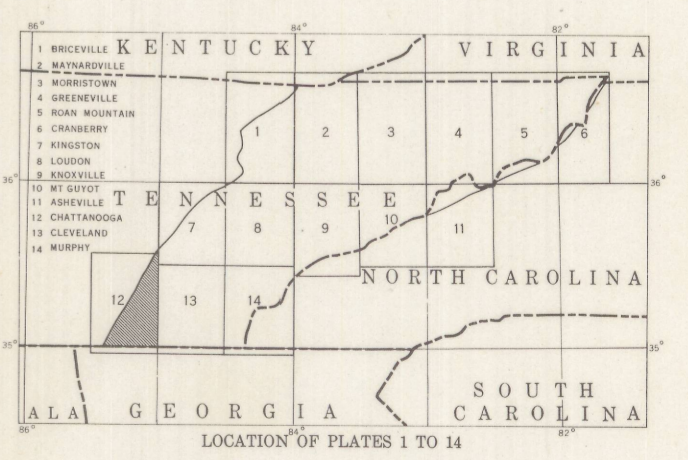 86° 84° 82°
KENTUCKY VIRGINIA
1 BRICEVILLE
2 MAYNARDVILLE
3 MORRISTOWN
4 GREENEVILLE
5 ROAN MOUNTAIN
6 CRANBERRY
7 KINGSTON
8 LOUDON
9 KNOXVILLE
10 MT GUYOT
11 ASHEVILLE
12 CHATTANOOGA
13 CLEVELAND
14 MURPHY
1 2 3 4 5 6
36° 36°
TENNESSEE
7 8 9 10 11
NORTH CAROLINA
12 13 14
35° 35°
SOUTH
CAROLINA
ALA GEORGIA
86° 84° 82°
LOCATION OF PLATES 1 TO 14